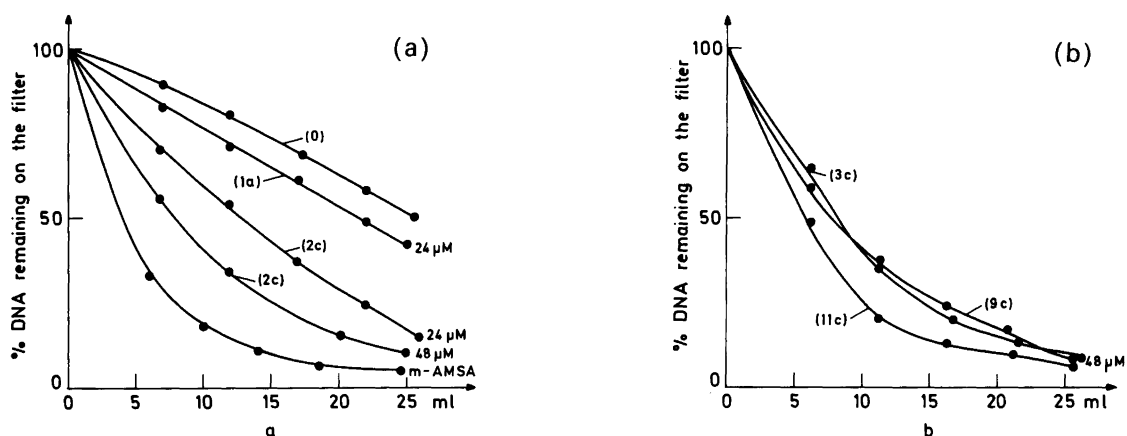 % DNA remaining on the filter
100
50
0
(a)
(0)
(1a)
24 µM
(2c)
(2c)
24 µM
48 µM
m-AMSA
0 5 10 15 20 25 ml
a
% DNA remaining on the filter
100
50
0
(b)
(3c)
(9c)
(11c)
48 µM
0 5 10 15 20 25 ml
b